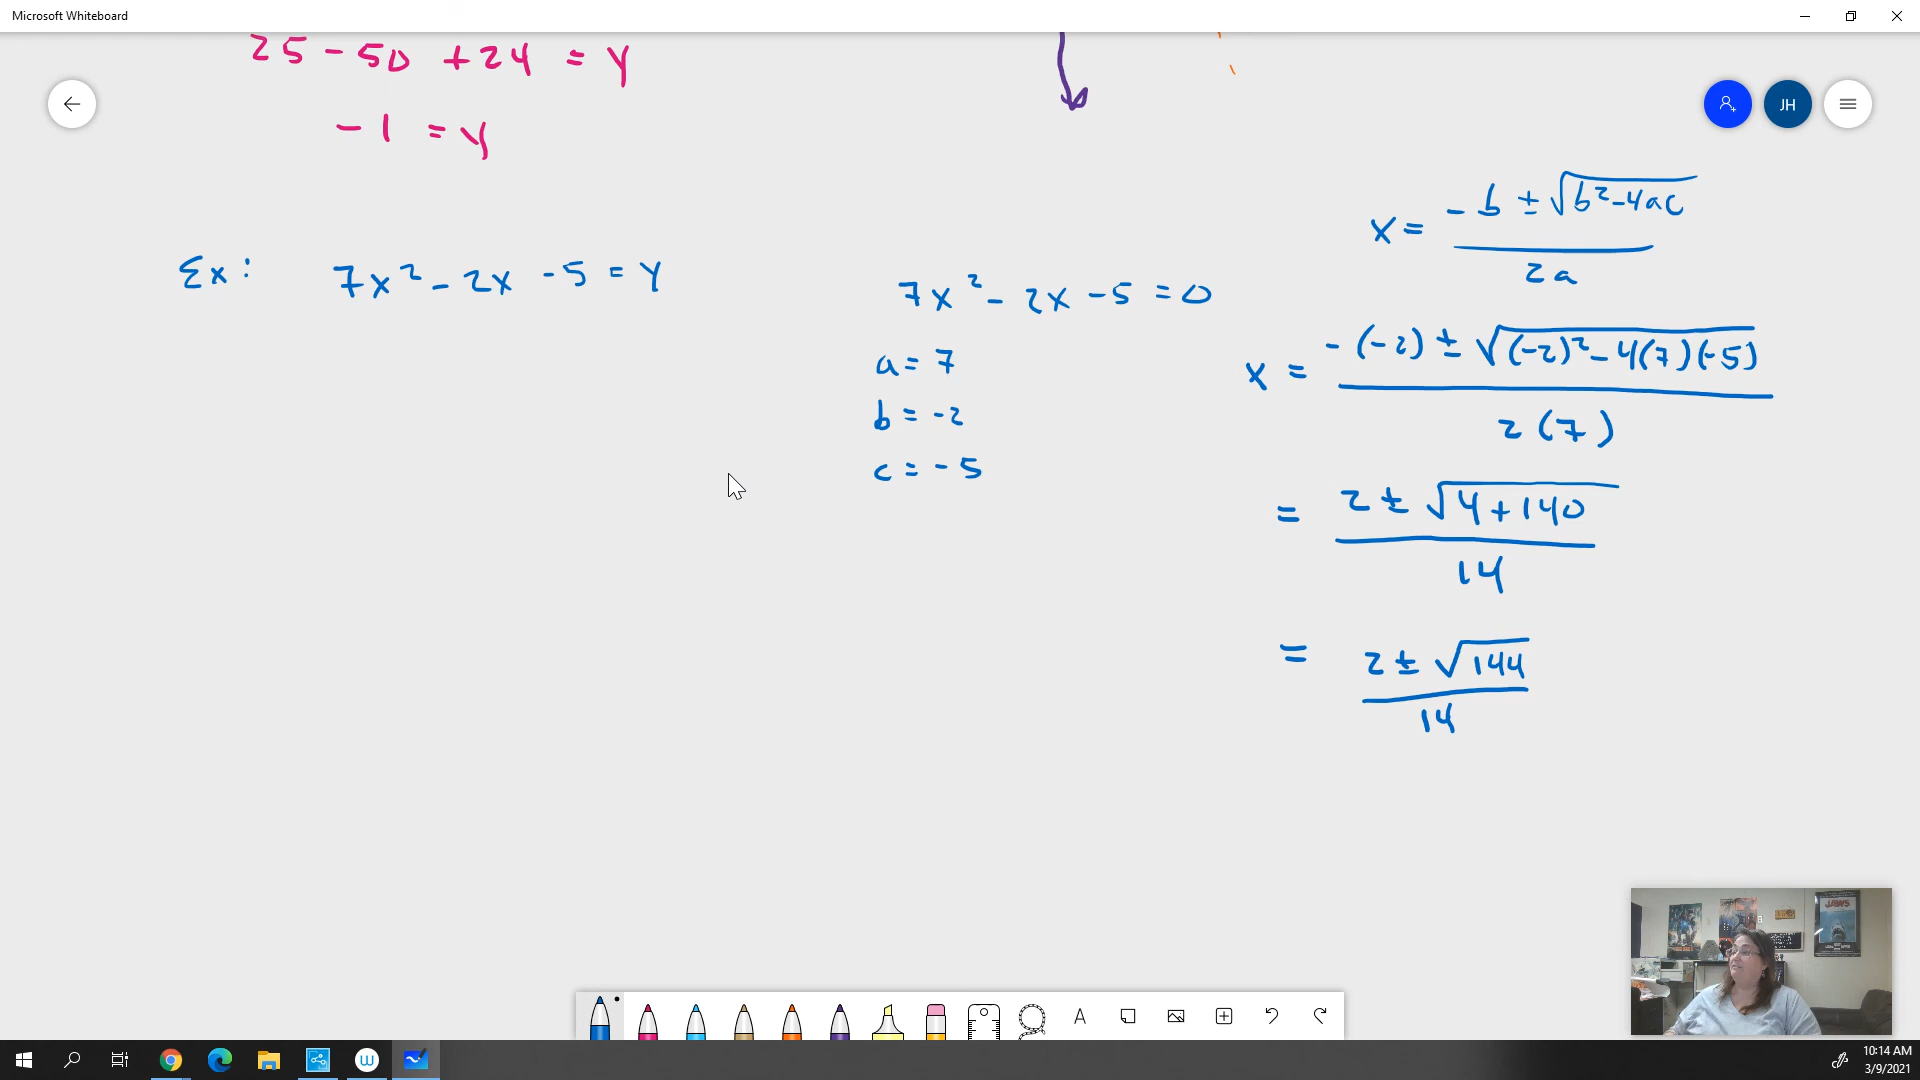 Microsoft Whiteboard
25 - 50 + 24 = y
- 1 = y
JH
x = -b ± √b² - 4ac
2a
Ex: 7x² - 2x - 5 = y
7x² - 2x - 5 = 0
a = 7
b = -2
c = -5
x = -(-2) ± √(-2)² - 4(7)(-5)
2(7)
= 2 ± √4 + 140
14
= 2 ± √144
14
JAWS
A
W
10:14 AM
3/9/2021